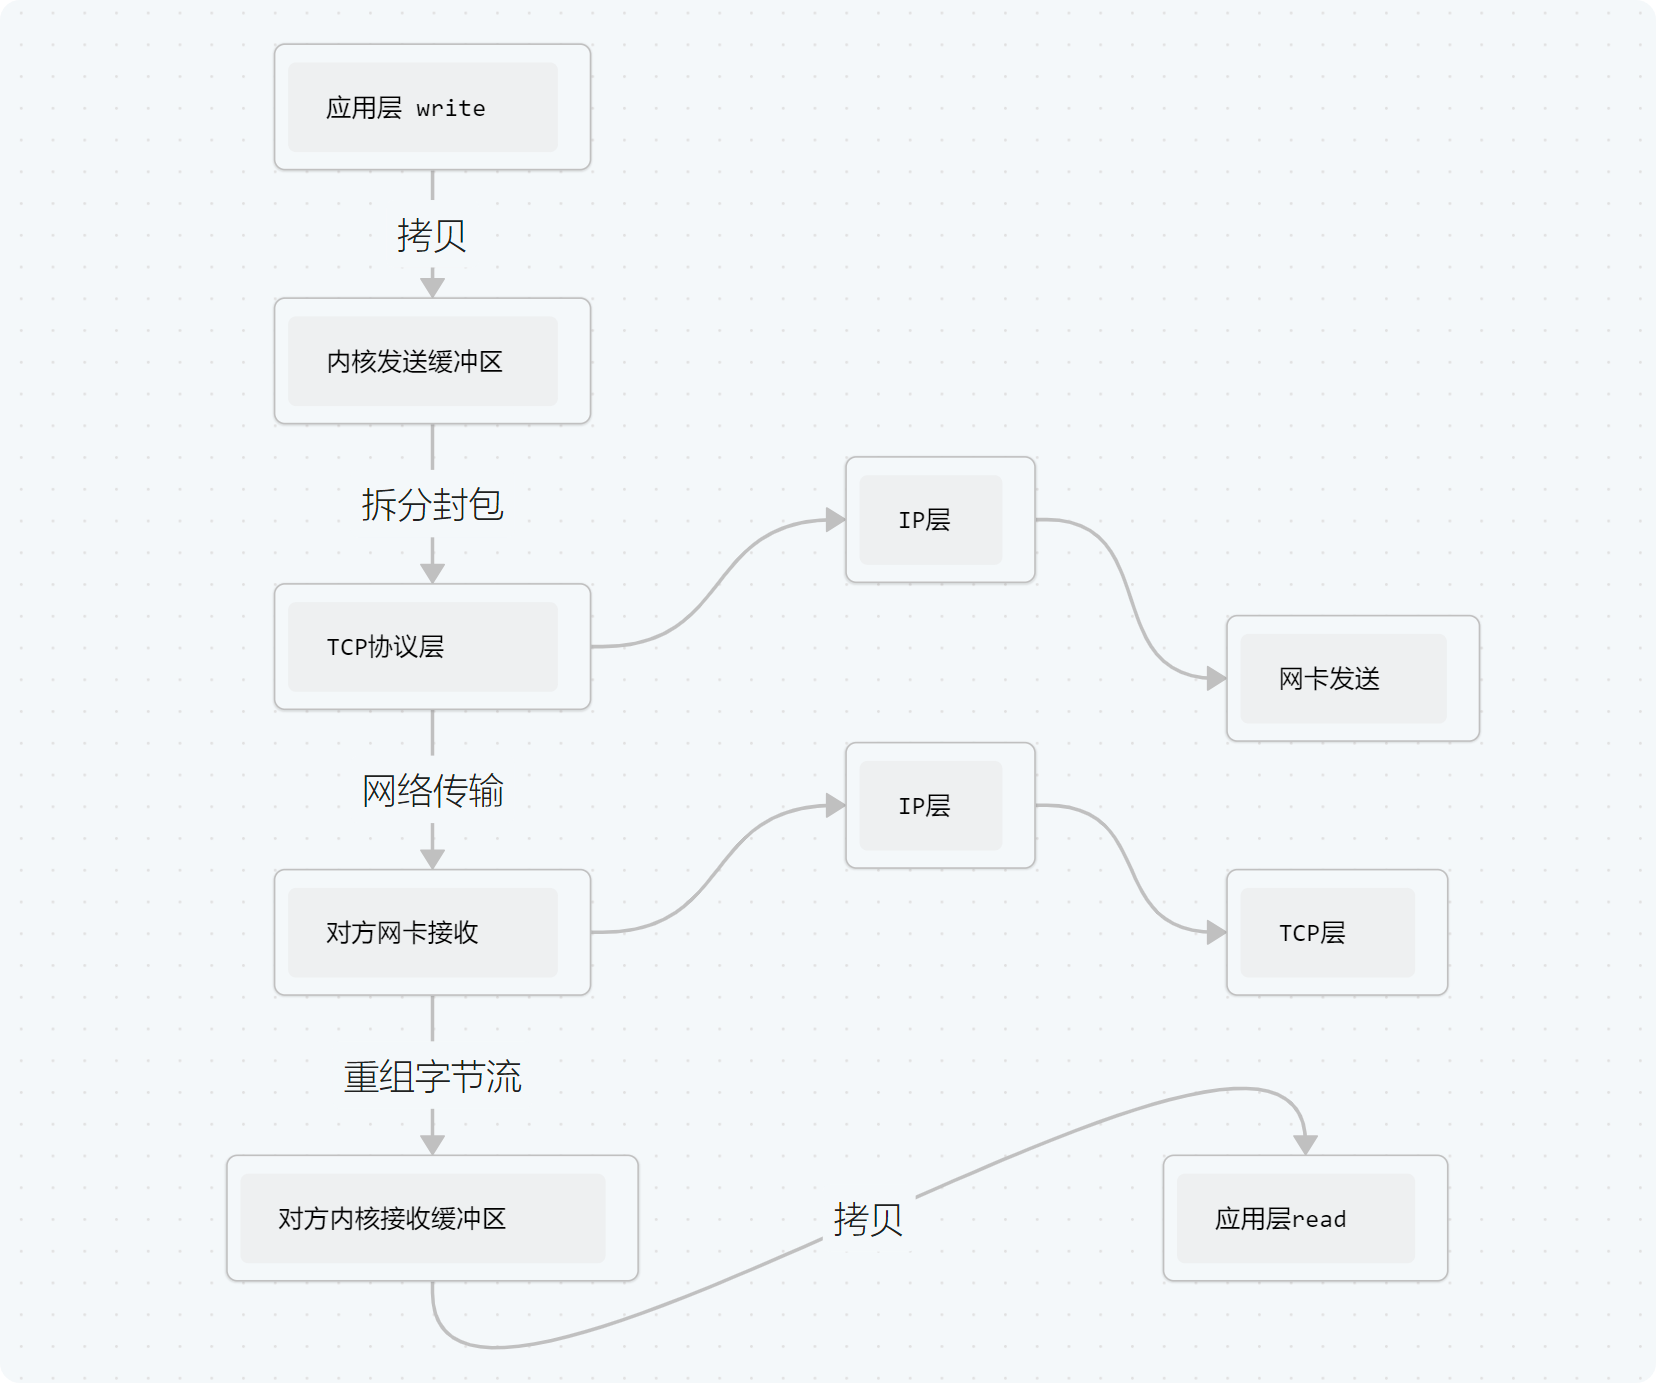 应用层 write
拷贝
内核发送缓冲区
拆分封包
IP层
TCP协议层
网卡发送
网络传输
IP层
对方网卡接收
TCP层
重组字节流
对方内核接收缓冲区
拷贝
应用层read